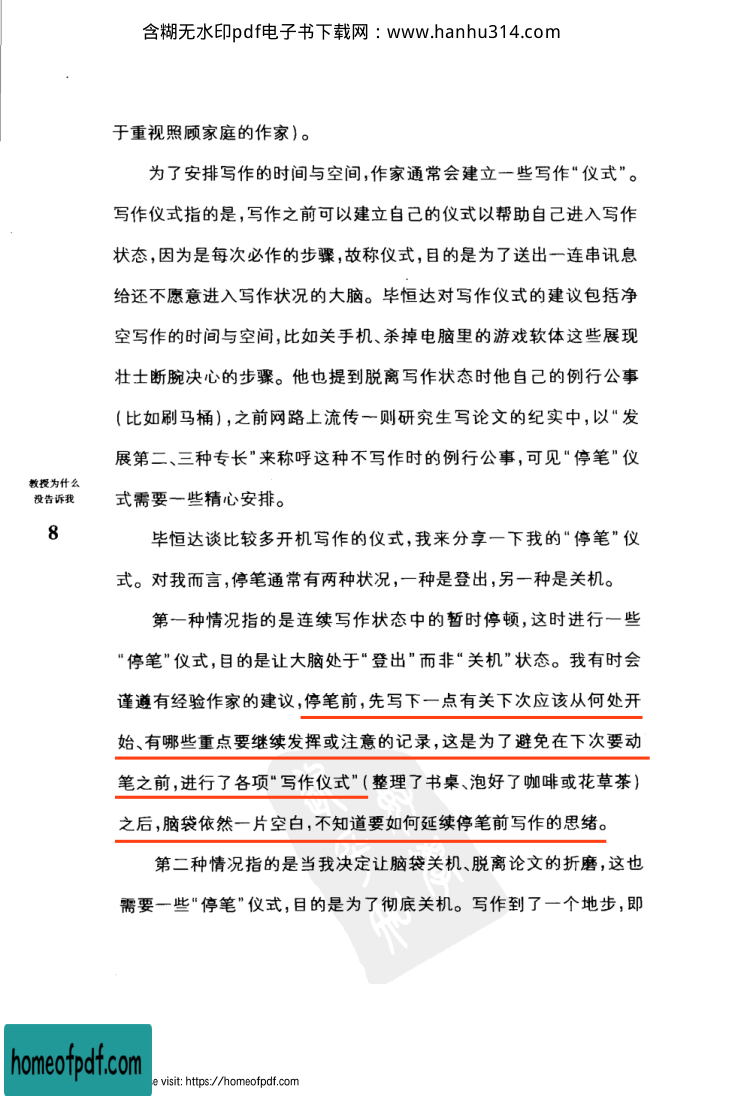 含糊无水印pdf电子书下载网：www.hanhu314.com
于重视照顾家庭的作家)。
为了安排写作的时间与空间,作家通常会建立一些写作“仪式”。
写作仪式指的是,写作之前可以建立自己的仪式以帮助自己进入写作
状态,因为是每次必作的步骤,故称仪式,目的是为了送出一连串讯息
给还不愿意进入写作状况的大脑。毕恒达对写作仪式的建议包括净
空写作的时间与空间,比如关手机、杀掉电脑里的游戏软体这些展现
壮士断腕决心的步骤。他也提到脱离写作状态时他自己的例行公事
(比如刷马桶),之前网路上流传一则研究生写论文的纪实中,以“发
展第二、三种专长”来称呼这种不写作时的例行公事,可见“停笔”仪
式需要一些精心安排。
教授为什么
没告诉我
8
毕恒达谈比较多开机写作的仪式,我来分享一下我的“停笔”仪
式。对我而言,停笔通常有两种状况,一种是登出,另一种是关机。
第一种情况指的是连续写作状态中的暂时停顿,这时进行一些
“停笔”仪式,目的是让大脑处于“登出”而非“关机”状态。我有时会
谨遵有经验作家的建议,停笔前,先写下一点有关下次应该从何处开
始、有哪些重点要继续发挥或注意的记录,这是为了避免在下次要动
笔之前,进行了各项“写作仪式”(整理了书桌、泡好了咖啡或花草茶)
之后,脑袋依然一片空白,不知道要如何延续停笔前写作的思绪。
第二种情况指的是当我决定让脑袋关机、脱离论文的折磨,这也
需要一些“停笔”仪式,目的是为了彻底关机。写作到了一个地步,即
homeofpdf.com
e visit: https://homeofpdf.com